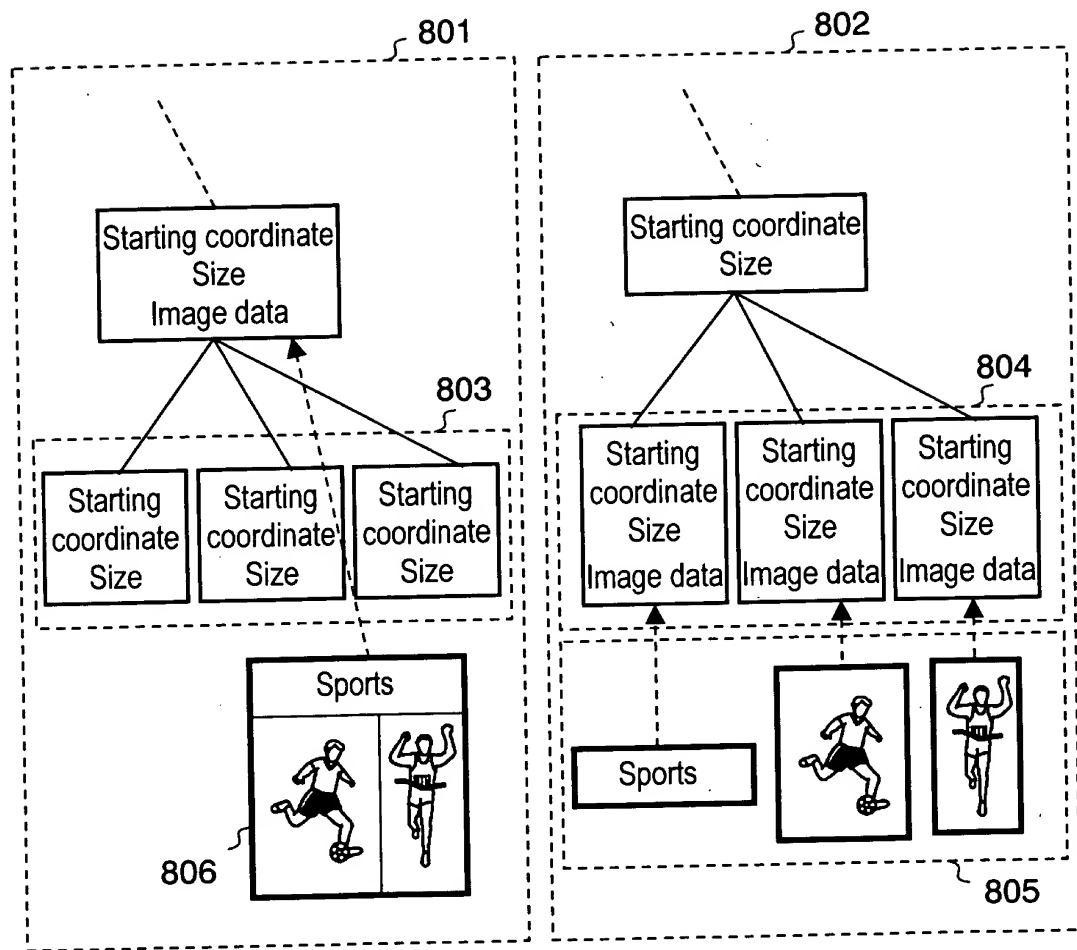 801
802
Starting coordinate
Size
Image data
Starting coordinate
Size
803
804
Starting
coordinate
Size
Starting
coordinate
Size
Starting
coordinate
Size
Starting
coordinate
Size
Image data
Starting
coordinate
Size
Image data
Starting
coordinate
Size
Image data
Sports
Sports
806
805